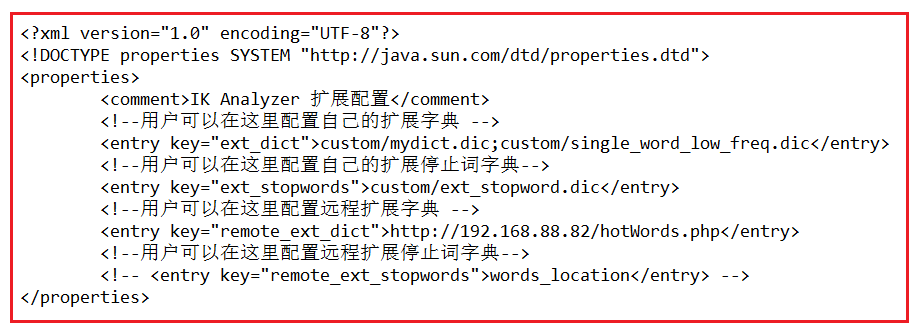 <?xml version="1.0" encoding="UTF-8"?>
<!DOCTYPE properties SYSTEM "http://java.sun.com/dtd/properties.dtd">
<properties>
        <comment>IK Analyzer 扩展配置</comment>
        <!--用户可以在这里配置自己的扩展字典 -->
        <entry key="ext_dict">custom/mydict.dic;custom/single_word_low_freq.dic</entry>
        <!--用户可以在这里配置自己的扩展停止词字典-->
        <entry key="ext_stopwords">custom/ext_stopword.dic</entry>
        <!--用户可以在这里配置远程扩展字典 -->
        <entry key="remote_ext_dict">http://192.168.88.82/hotWords.php</entry>
        <!--用户可以在这里配置远程扩展停止词字典-->
        <!-- <entry key="remote_ext_stopwords">words_location</entry> -->
</properties>